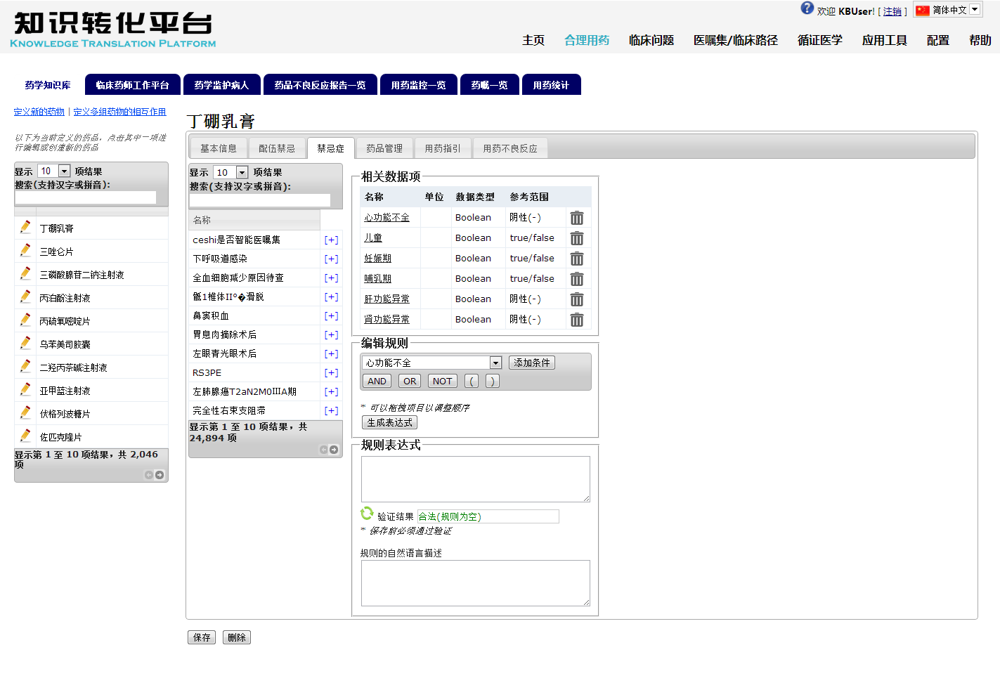 知识转化平台
KNOWLEDGE TRANSLATION PLATFORM
欢迎 KBUser! [ 注销 ] 简体中文
主页 合理用药 临床问题 医嘱集/临床路径 循证医学 应用工具 配置 帮助
药学知识库 临床药师工作平台 药学监护病人 药品不良反应报告一览 用药监控一览 药嘱一览 用药统计
定义新的药物 | 定义多组药物的相互作用
以下为当前定义的药品，点击其中一项进
行编辑或创建新的药品
显示 10 项结果
搜索(支持汉字或拼音):
丁硼乳膏
三唑仑片
三磷酸腺苷二钠注射液
丙泊酚注射液
丙硫氧嘧啶片
乌苯美司胶囊
二羟丙茶碱注射液
亚甲蓝注射液
伏格列波糖片
佐匹克隆片
显示第 1 至 10 项结果，共 2,046
项
丁硼乳膏
基本信息 配伍禁忌 禁忌症 药品管理 用药指引 用药不良反应
显示 10 项结果
搜索(支持汉字或拼音):
名称
ceshi是否智能医嘱集 [+]
下呼吸道感染 [+]
全血细胞减少原因待查 [+]
骶1椎体II°�滑脱 [+]
鼻窦积血 [+]
胃息肉摘除术后 [+]
左眼青光眼术后 [+]
RS3PE [+]
左肺腺癌T2aN2M0IIIA期 [+]
完全性右束支阻滞 [+]
显示第 1 至 10 项结果，共
24,894 项
相关数据项
名称 单位 数据类型 参考范围
心功能不全 Boolean 阴性(-)
儿童 Boolean true/false
妊娠期 Boolean true/false
哺乳期 Boolean true/false
肝功能异常 Boolean 阴性(-)
肾功能异常 Boolean 阴性(-)
编辑规则
心功能不全 添加条件
AND OR NOT ( )
* 可以拖拽项目以调整顺序
生成表达式
规则表达式
验证结果 合法(规则为空)
* 保存前必须通过验证
规则的自然语言描述
保存 删除